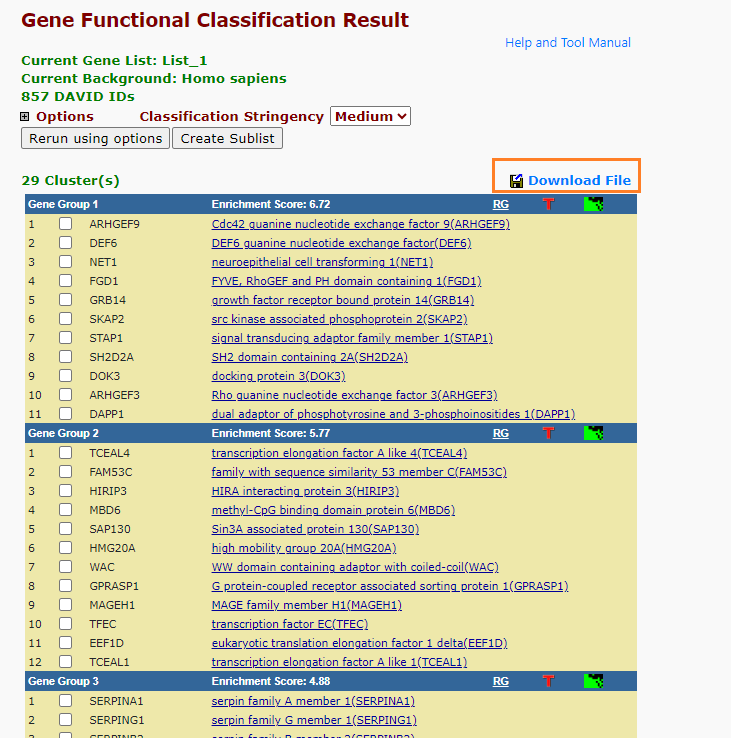 Gene Functional Classification Result
Help and Tool Manual
Current Gene List: List_1
Current Background: Homo sapiens
857 DAVID IDs
Options Classification Stringency Medium
Rerun using options Create Sublist
29 Cluster(s) Download File
Gene Group 1 Enrichment Score: 6.72 RG T
1 ARHGEF9 Cdc42 guanine nucleotide exchange factor 9(ARHGEF9)
2 DEF6 DEF6 guanine nucleotide exchange factor(DEF6)
3 NET1 neuroepithelial cell transforming 1(NET1)
4 FGD1 FYVE, RhoGEF and PH domain containing 1(FGD1)
5 GRB14 growth factor receptor bound protein 14(GRB14)
6 SKAP2 src kinase associated phosphoprotein 2(SKAP2)
7 STAP1 signal transducing adaptor family member 1(STAP1)
8 SH2D2A SH2 domain containing 2A(SH2D2A)
9 DOK3 docking protein 3(DOK3)
10 ARHGEF3 Rho guanine nucleotide exchange factor 3(ARHGEF3)
11 DAPP1 dual adaptor of phosphotyrosine and 3-phosphoinositides 1(DAPP1)
Gene Group 2 Enrichment Score: 5.77 RG T
1 TCEAL4 transcription elongation factor A like 4(TCEAL4)
2 FAM53C family with sequence similarity 53 member C(FAM53C)
3 HIRIP3 HIRA interacting protein 3(HIRIP3)
4 MBD6 methyl-CpG binding domain protein 6(MBD6)
5 SAP130 Sin3A associated protein 130(SAP130)
6 HMG20A high mobility group 20A(HMG20A)
7 WAC WW domain containing adaptor with coiled-coil(WAC)
8 GPRASP1 G protein-coupled receptor associated sorting protein 1(GPRASP1)
9 MAGEH1 MAGE family member H1(MAGEH1)
10 TFEC transcription factor EC(TFEC)
11 EEF1D eukaryotic translation elongation factor 1 delta(EEF1D)
12 TCEAL1 transcription elongation factor A like 1(TCEAL1)
Gene Group 3 Enrichment Score: 4.88 RG T
1 SERPINA1 serpin family A member 1(SERPINA1)
2 SERPING1 serpin family G member 1(SERPING1)